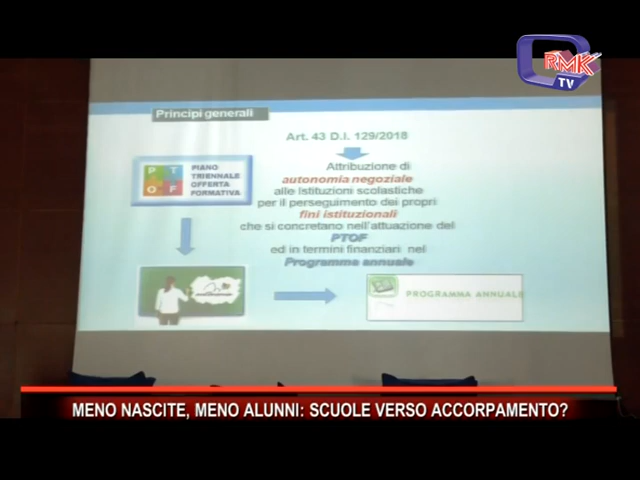 RMK
TV
Principi generali
Art. 43 D.I. 129/2018
P T
O F
PIANO
TRIENNALE
OFFERTA
FORMATIVA
Attribuzione di
autonomia negoziale
alle Istituzioni scolastiche
per il perseguimento dei propri
fini istituzionali
che si concretano nell'attuazione del
PTOF
ed in termini finanziari nel
Programma annuale
PROGRAMMA ANNUALE
MENO NASCITE, MENO ALUNNI: SCUOLE VERSO ACCORPAMENTO?